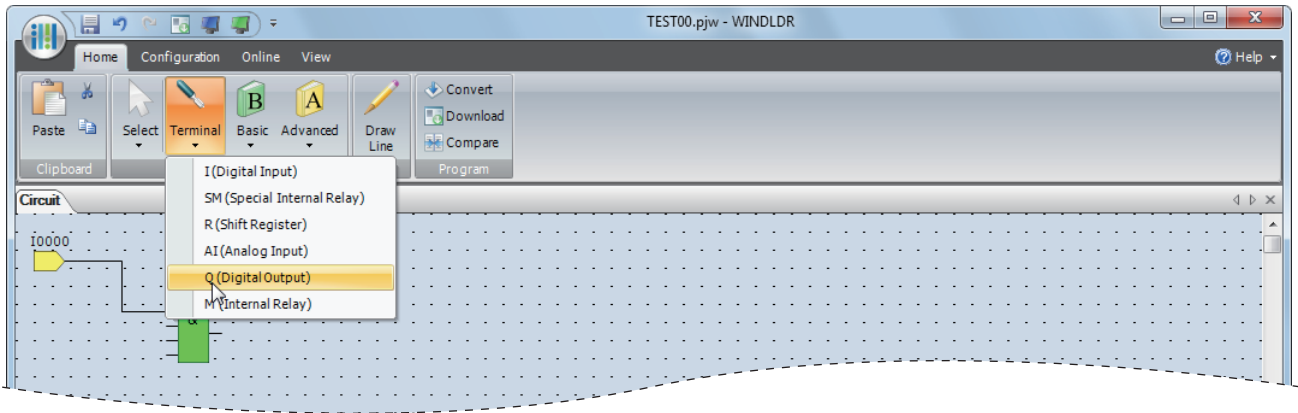 TEST00.pjw - WINDLDR
Home Configuration Online View Help
Paste Select Terminal Basic Advanced Draw Line
B A
Convert
Download
Compare
Clipboard Program
I (Digital Input)
SM (Special Internal Relay)
R (Shift Register)
AI (Analog Input)
Q (Digital Output)
M (Internal Relay)
Circuit
I0000
&